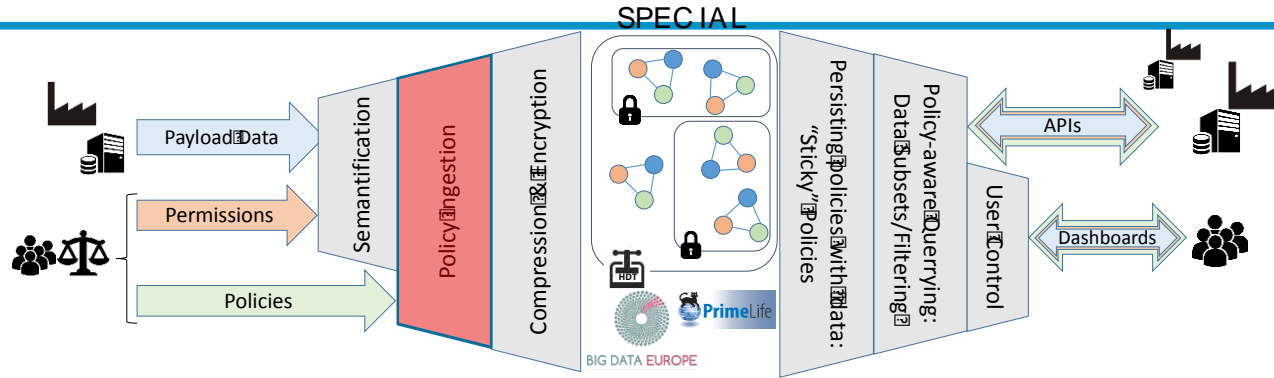 SPECIAL
Payload Data
Permissions
Policies
Semantification
Policy Ingestion
Compression & Encryption
HDT
BIG DATA EUROPE
PrimeLife
Persisting policies with data:
“Sticky” Policies
Policy-aware Querrying:
Data Subsets/Filtering
User Control
APIs
Dashboards